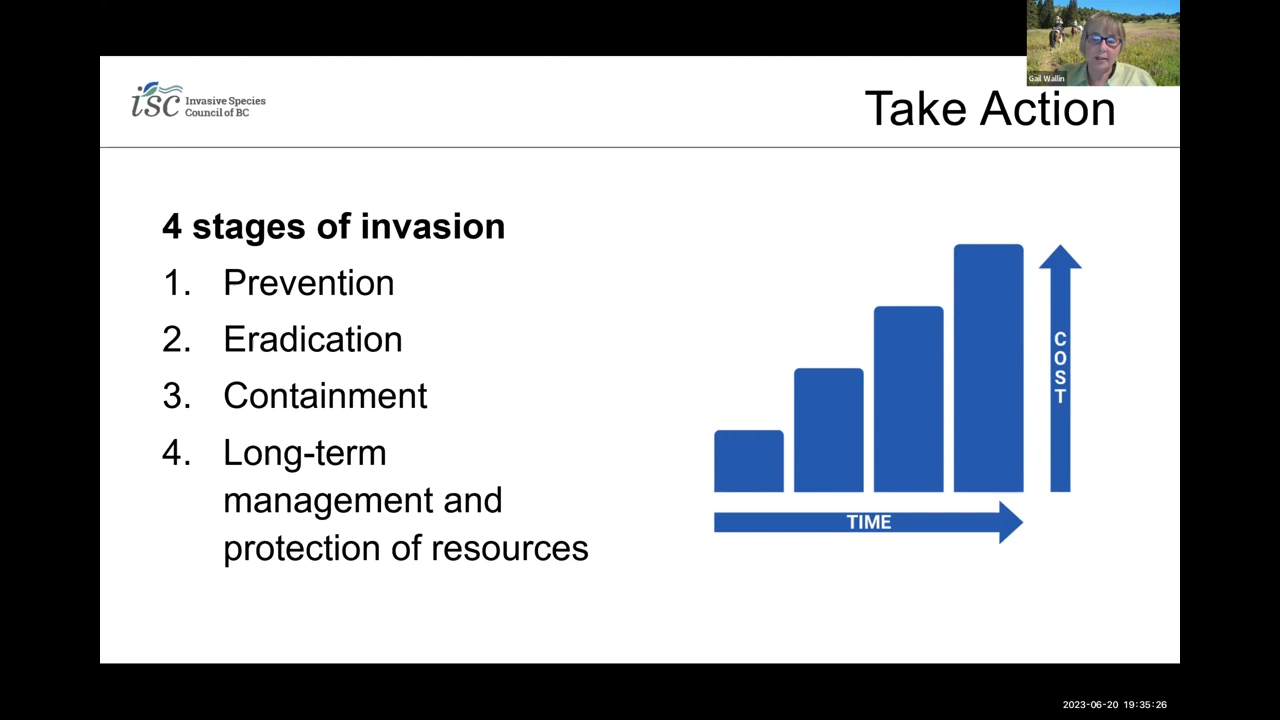 Gail Wallin
isc Invasive Species
Council of BC
Take Action
4 stages of invasion
1. Prevention
2. Eradication
3. Containment
4. Long-term
management and
protection of resources
COST
TIME
2023-06-20 19:35:26